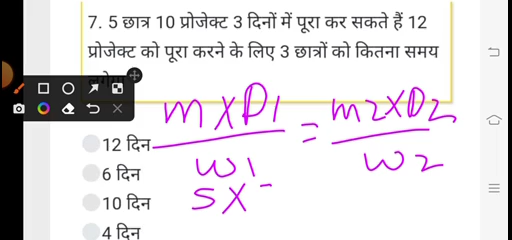 7. 5 छात्र 10 प्रोजेक्ट 3 दिनों में पूरा कर सकते हैं 12
प्रोजेक्ट को पूरा करने के लिए 3 छात्रों को कितना समय
m x D1 / w1 = m2 x D2 / w2
5 x
12 दिन
6 दिन
10 दिन
4 दिन